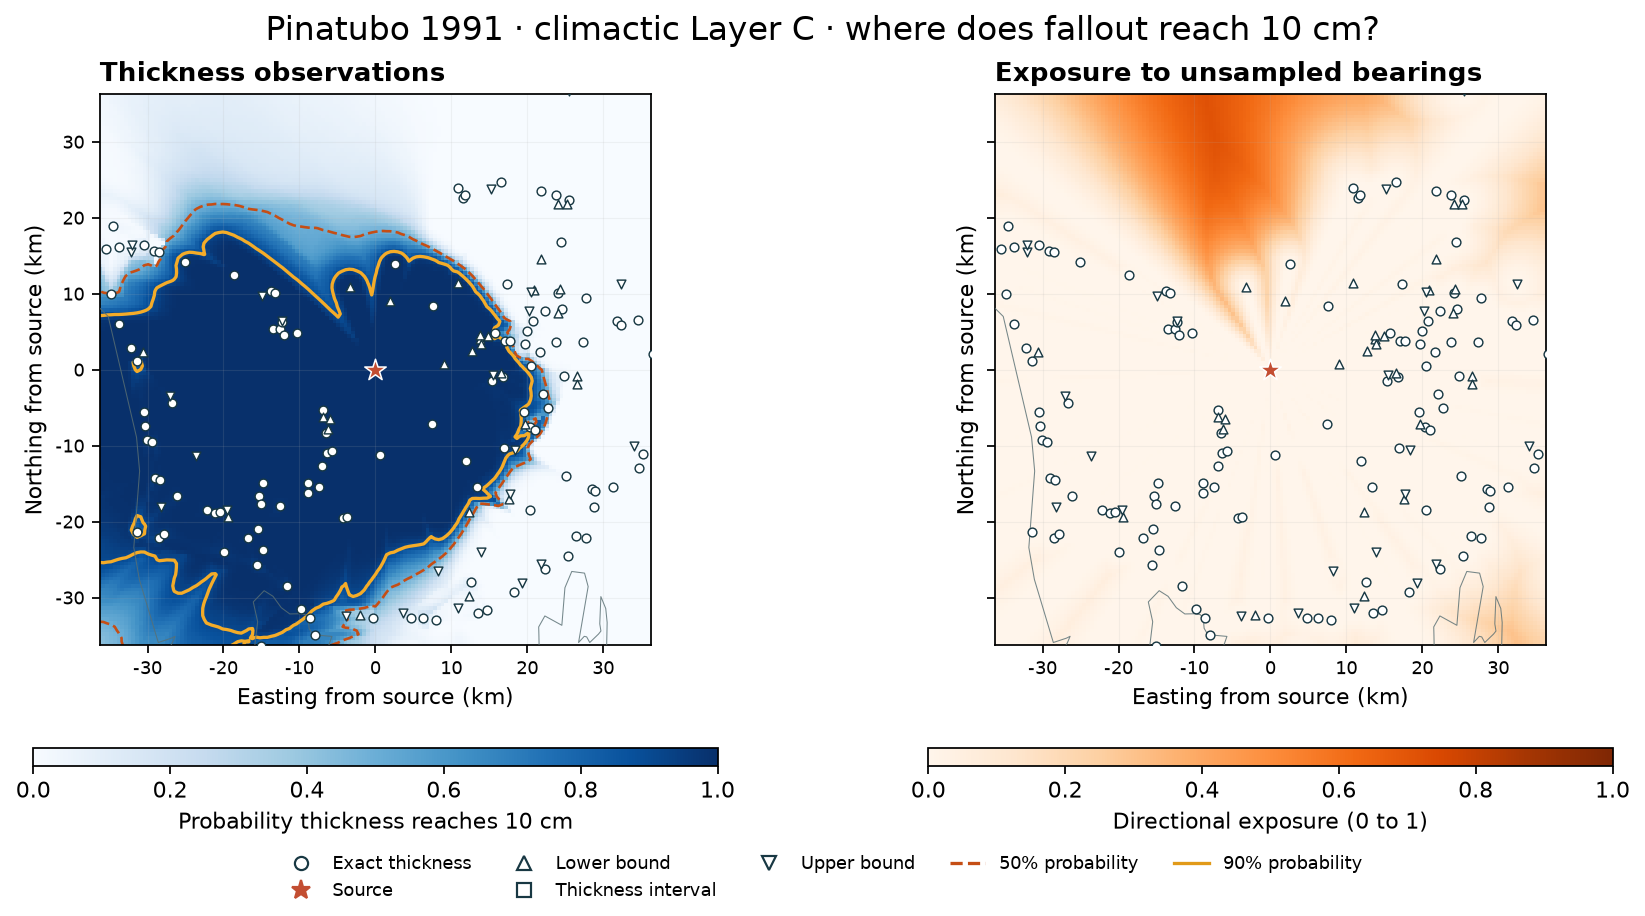 Pinatubo 1991 · climactic Layer C · where does fallout reach 10 cm?
Thickness observations
Exposure to unsampled bearings
30
20
10
0
-10
-20
-30
Northing from source (km)
-30 -20 -10 0 10 20 30
Easting from source (km)
Northing from source (km)
-30 -20 -10 0 10 20 30
Easting from source (km)
0.0 0.2 0.4 0.6 0.8 1.0
Probability thickness reaches 10 cm
0.0 0.2 0.4 0.6 0.8 1.0
Directional exposure (0 to 1)
Exact thickness Lower bound Upper bound 50% probability 90% probability
Source Thickness interval